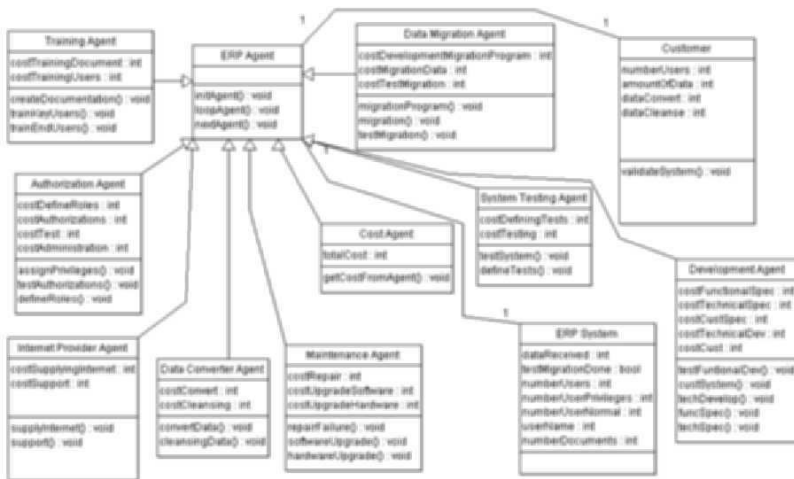 1
1
Training Agent
costTrainingDocument : int
costTrainingUsers : int
createDocumentation() : void
trainKeyUsers() : void
trainEndUsers() : void
ERP Agent
initAgent() : void
loopAgent() : void
nextAgent() : void
Data Migration Agent
costDevelopmentMigrationProgram : int
costMigrationData : int
costTestMigration : int
migrationProgram() : void
migration() : void
testMigration() : void
Customer
numberUsers : int
amountOfData : int
dataConvert : int
dataCleanse : int
validateSystem() : void
1
Authorization Agent
costDefineRoles : int
costAuthorizations : int
costTest : int
costAdministration : int
assignPrivileges() : void
testAuthorizations() : void
defineRoles() : void
Cost Agent
totalCost : int
getCostFromAgent() : void
System Testing Agent
costDefiningTests : int
costTesting : int
testSystem() : void
defineTests() : void
Development Agent
costFunctionalSpec : int
costTechnicalSpec : int
costCustSpec : int
costTechnicalDev : int
costCust : int
testFuntionalDev() : void
custSystem() : void
techDevelop() : void
funcSpec() : void
techSpec() : void
Internet Provider Agent
costSupplyingInternet : int
costSupport : int
supplyInternet() : void
support() : void
Data Converter Agent
costConvert : int
costCleansing : int
convertData() : void
cleansingData() : void
Maintenance Agent
costRepair : int
costUpgradeSoftware : int
costUpgradeHardware : int
repairFailure() : void
softwareUpgrade() : void
hardwareUpgrade() : void
1
ERP System
dataReceived : int
testMigrationDone : bool
numberUsers : int
numberUserPrivileges : int
numberUserNormal : int
userName : int
numberDocuments : int